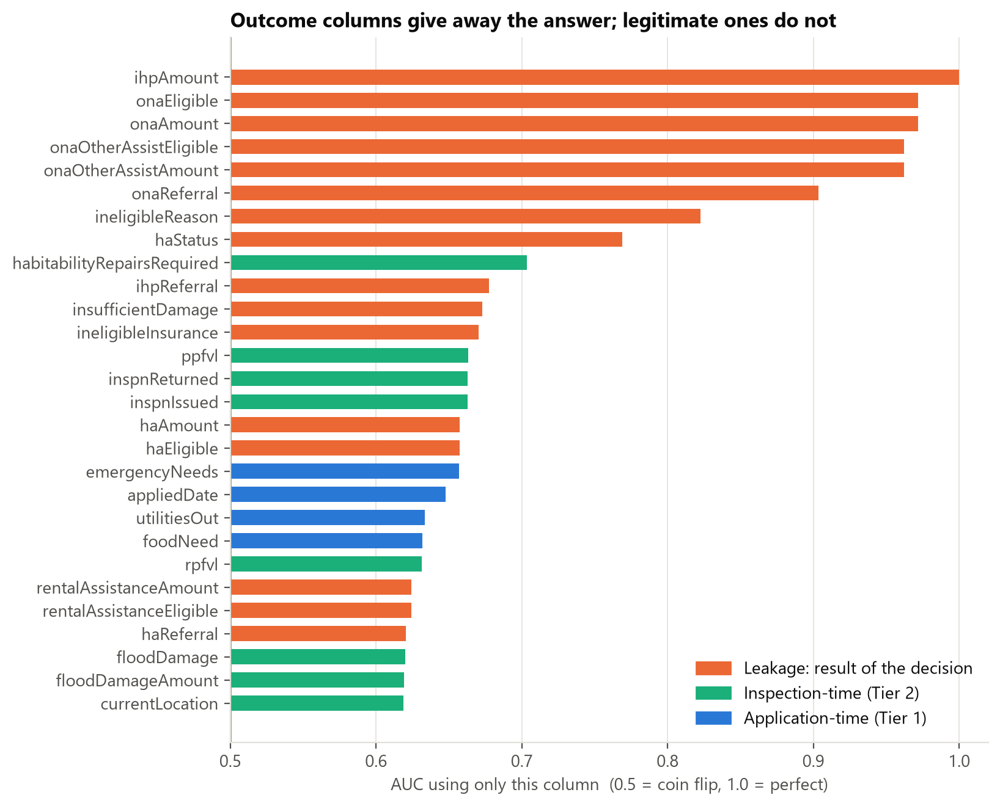 Outcome columns give away the answer; legitimate ones do not
ihpAmount
onaEligible
onaAmount
onaOtherAssistEligible
onaOtherAssistAmount
onaReferral
ineligibleReason
haStatus
habitabilityRepairsRequired
ihpReferral
insufficientDamage
ineligibleInsurance
ppfvl
inspnReturned
inspnIssued
haAmount
haEligible
emergencyNeeds
appliedDate
utilitiesOut
foodNeed
rpfvl
rentalAssistanceAmount
rentalAssistanceEligible
haReferral
floodDamage
floodDamageAmount
currentLocation
Leakage: result of the decision
Inspection-time (Tier 2)
Application-time (Tier 1)
0.5 0.6 0.7 0.8 0.9 1.0
AUC using only this column  (0.5 = coin flip, 1.0 = perfect)